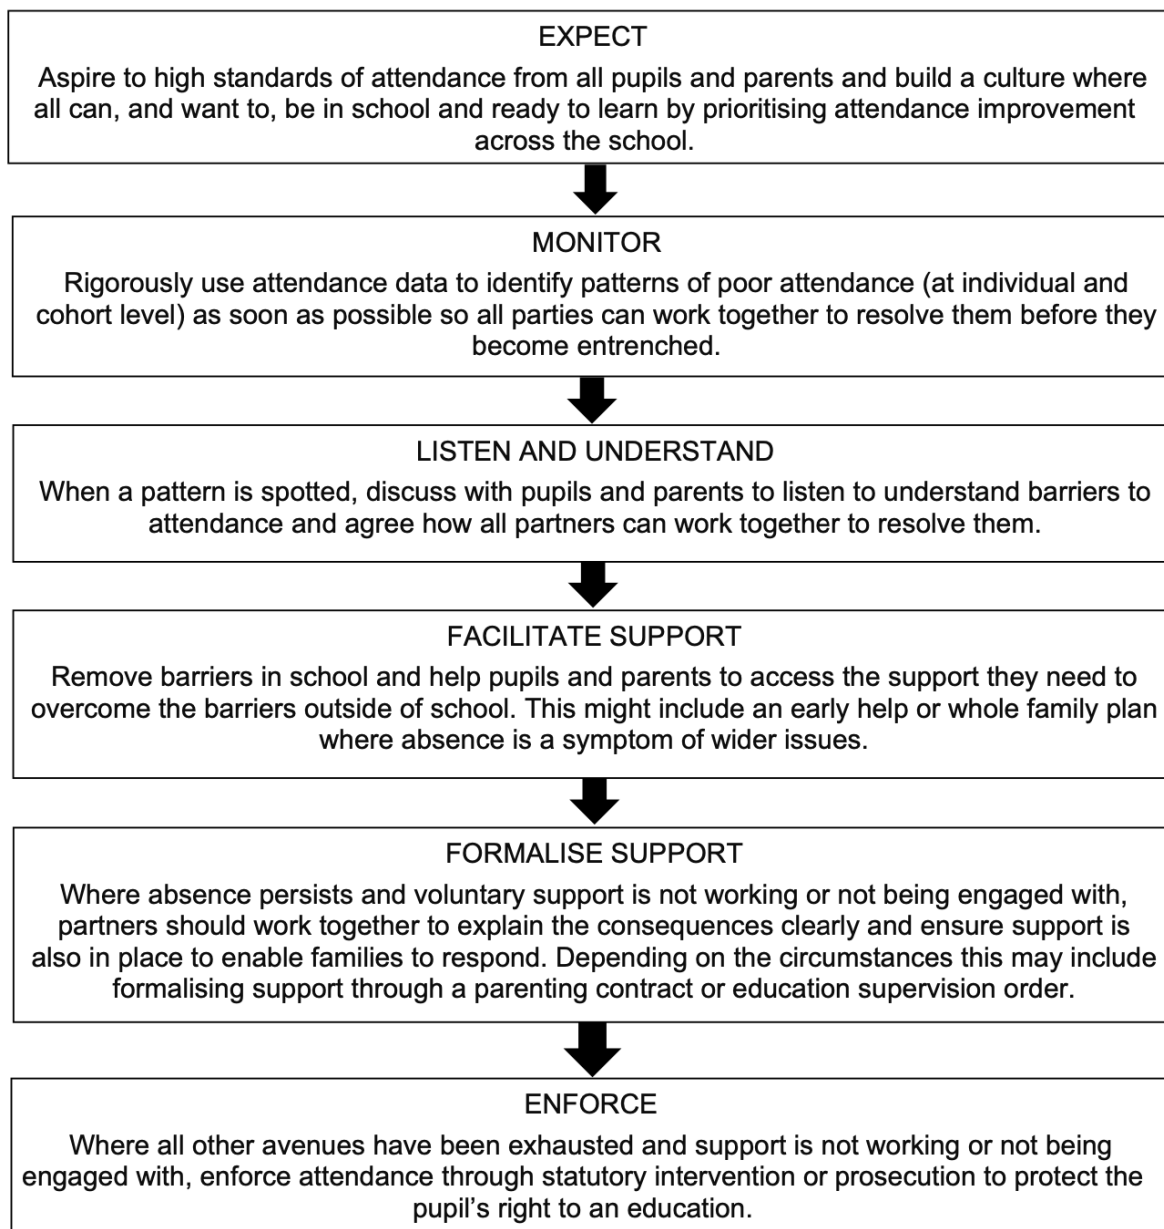 EXPECT
Aspire to high standards of attendance from all pupils and parents and build a culture where
all can, and want to, be in school and ready to learn by prioritising attendance improvement
across the school.
MONITOR
Rigorously use attendance data to identify patterns of poor attendance (at individual and
cohort level) as soon as possible so all parties can work together to resolve them before they
become entrenched.
LISTEN AND UNDERSTAND
When a pattern is spotted, discuss with pupils and parents to listen to understand barriers to
attendance and agree how all partners can work together to resolve them.
FACILITATE SUPPORT
Remove barriers in school and help pupils and parents to access the support they need to
overcome the barriers outside of school. This might include an early help or whole family plan
where absence is a symptom of wider issues.
FORMALISE SUPPORT
Where absence persists and voluntary support is not working or not being engaged with,
partners should work together to explain the consequences clearly and ensure support is
also in place to enable families to respond. Depending on the circumstances this may include
formalising support through a parenting contract or education supervision order.
ENFORCE
Where all other avenues have been exhausted and support is not working or not being
engaged with, enforce attendance through statutory intervention or prosecution to protect the
pupil’s right to an education.